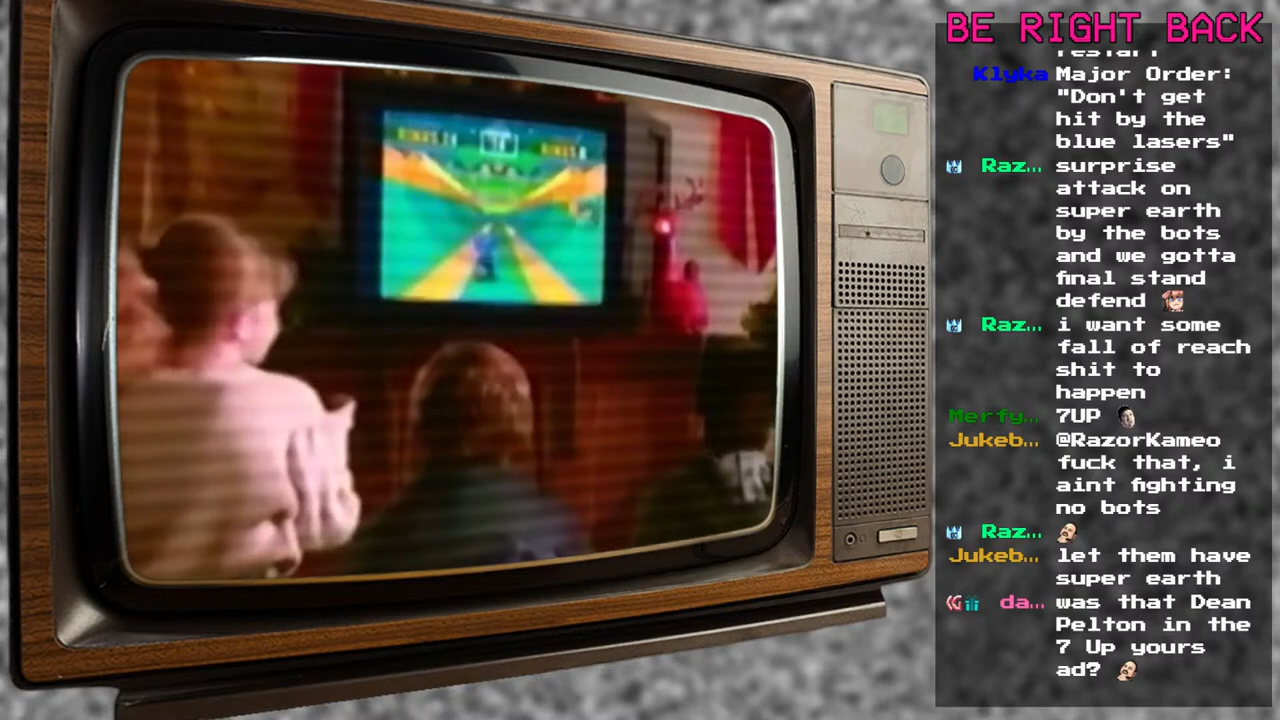 BE RIGHT BACK
restart
Klyka Major Order:
"Don't get
hit by the
blue lasers"
Raz... surprise
attack on
super earth
by the bots
and we gotta
final stand
defend
Raz... i want some
fall of reach
shit to
happen
Merfy... 7UP
Jukeb... @RazorKameo
fuck that, i
aint fighting
no bots
Raz...
Jukeb... let them have
super earth
da... was that Dean
Pelton in the
7 Up yours
ad?